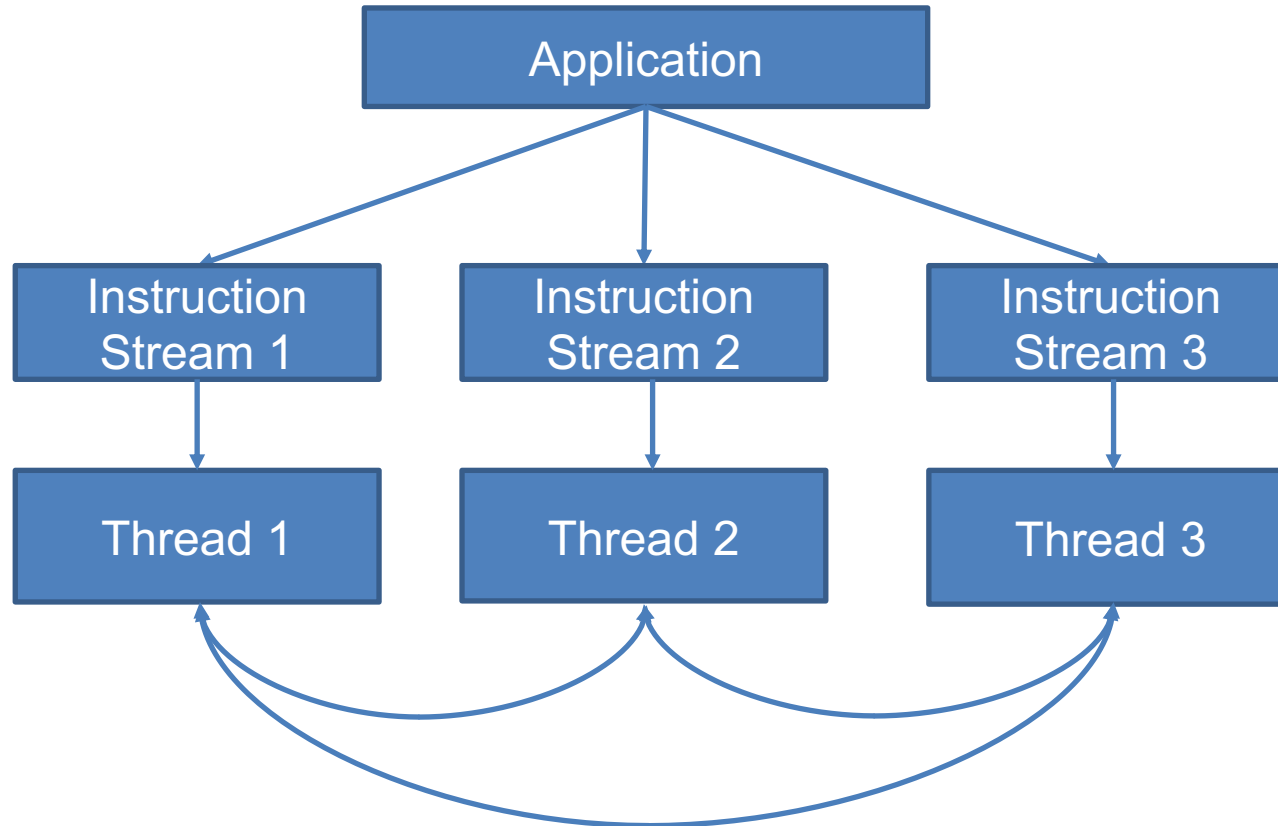 Application
Instruction
Stream 1
Instruction
Stream 2
Instruction
Stream 3
Thread 1
Thread 2
Thread 3